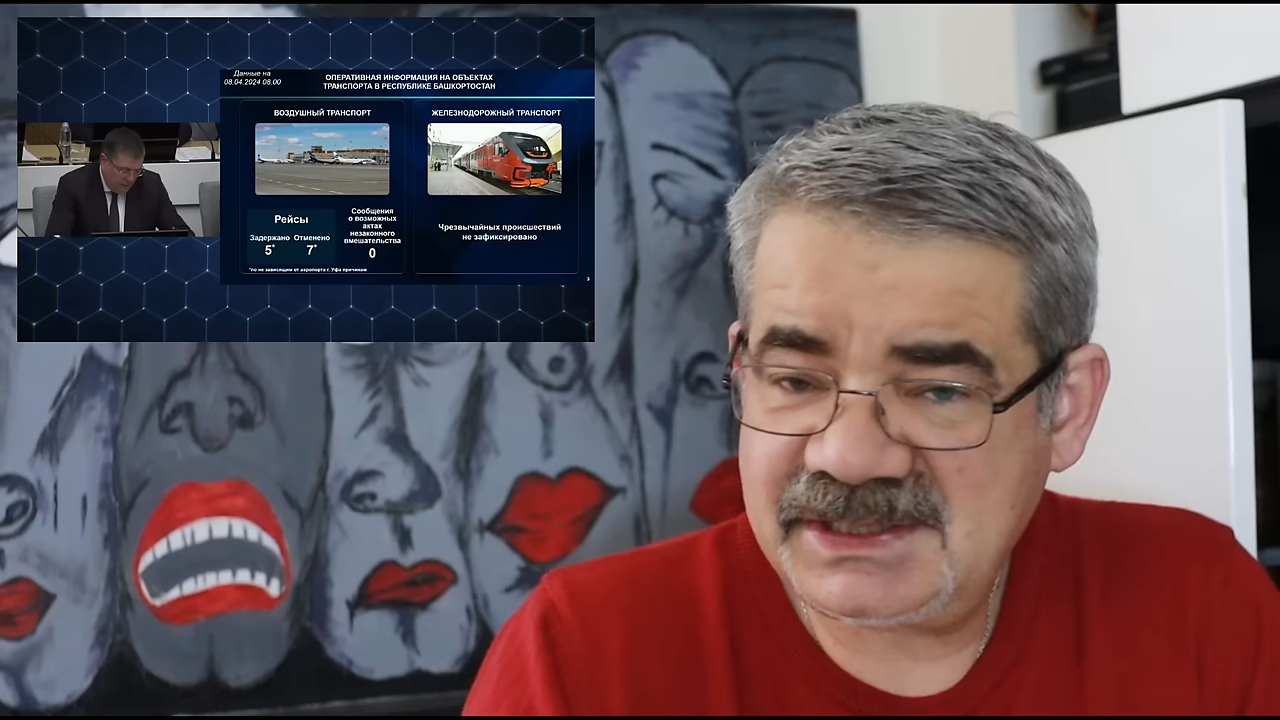 Данные на
08.04.2024 08.00
ОПЕРАТИВНАЯ ИНФОРМАЦИЯ НА ОБЪЕКТАХ
ТРАНСПОРТА В РЕСПУБЛИКЕ БАШКОРТОСТАН
ВОЗДУШНЫЙ ТРАНСПОРТ
Рейсы
Задержано Отменено
5* 7*
Сообщения
о возможных
актах
незаконного
вмешательства
0
*по не зависящим от аэропорта г. Уфа причинам
ЖЕЛЕЗНОДОРОЖНЫЙ ТРАНСПОРТ
Чрезвычайных происшествий
не зафиксировано
3